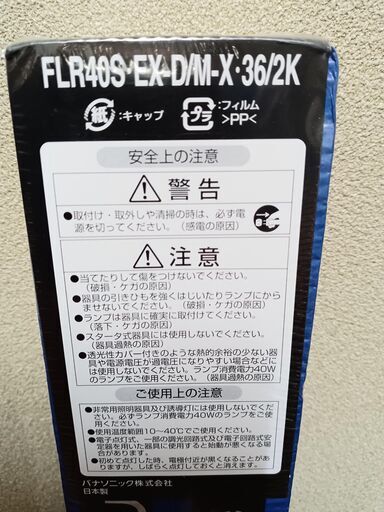 FLR40S・EX-D/M-X・36/2K
紙 :キャップ プラ :フィルム >PP<
安全上の注意
警告
●取付け・取外しや清掃の時は、必ず電
源を切ってください。(感電の原因)
注意
●当てたりして傷をつけないでください。
(破損・ケガの原因)
●器具の引きひもを強くはじいたりランプにから
ませないでください。(破損・ケガの原因)
●ランプは器具に確実に取付けてください。
(落下・ケガの原因)
●スタータ式器具には使用しないでください。
(器具過熱の原因)
●透光性カバー付きのような熱的余裕の少ない器
具や電源電圧が過電圧になりやすい場合などに
は使用しないでください。ランプ消費電力40W
のランプをご使用ください。(器具過熱の原因)
ご使用上の注意
●非常用照明器具及び誘導灯には使用しないでくだ
さい。必ずランプ消費電力40Wのランプをご使
用ください。
●使用温度範囲10~40℃でご使用ください。
●電子点灯式、一部の調光回路式及び電子回路式安
定器を用いた器具に使用すると始動が悪くなる場
合があります。
●初めて点灯した時、電極付近が黒くなることがあ
りますが、しばらく点灯しておくと消えます。
パナソニック株式会社
日本製